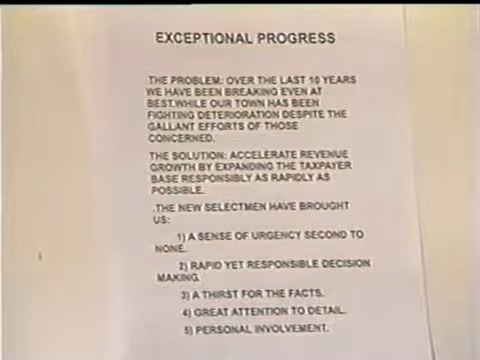 EXCEPTIONAL PROGRESS
.THE PROBLEM: OVER THE LAST 10 YEARS
WE HAVE BEEN BREAKING EVEN AT
BEST.WHILE OUR TOWN HAS BEEN
FIGHTING DETERIORATION DESPITE THE
GALLANT EFFORTS OF THOSE
CONCERNED.
THE SOLUTION: ACCELERATE REVENUE
GROWTH BY EXPANDING THE TAXPAYER
BASE RESPONSIBLY AS RAPIDLY AS
POSSIBLE.
.THE NEW SELECTMEN HAVE BROUGHT
US:
1) A SENSE OF URGENCY SECOND TO
NONE.
2) RAPID YET RESPONSIBLE DECISION
MAKING.
3) A THIRST FOR THE FACTS.
4) GREAT ATTENTION TO DETAIL.
5) PERSONAL INVOLVEMENT.